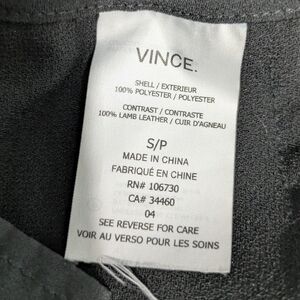 VINCE.
SHELL / EXTERIEUR
100% POLYESTER / POLYESTER
CONTRAST / CONTRASTE
100% LAMB LEATHER / CUIR D'AGNEAU
S/P
MADE IN CHINA
FABRIQUÉ EN CHINE
RN# 106730
CA# 34460
04
SEE REVERSE FOR CARE
VOIR AU VERSO POUR LES SOINS